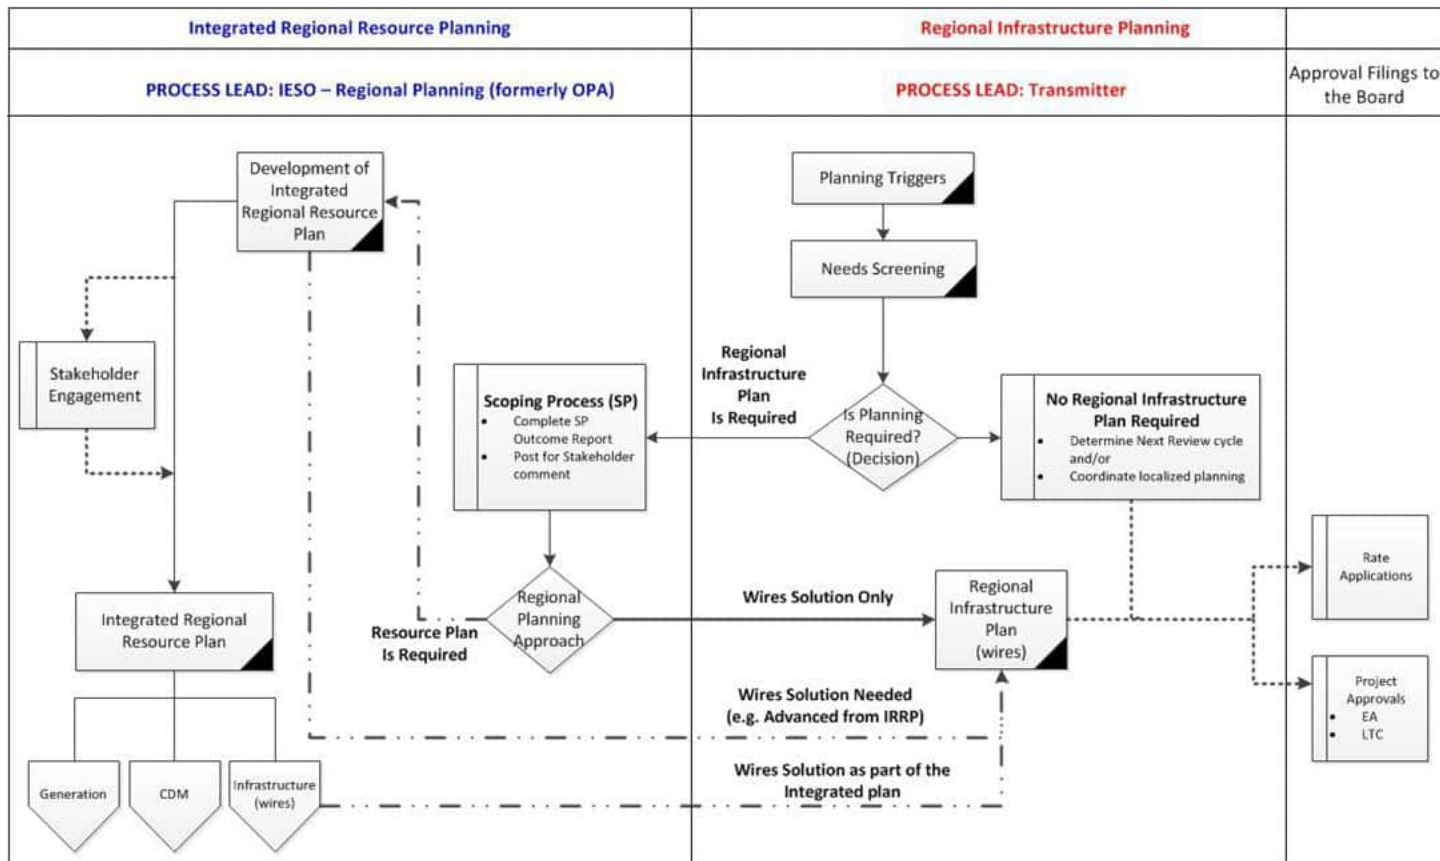 Integrated Regional Resource Planning
Regional Infrastructure Planning
PROCESS LEAD: IESO – Regional Planning (formerly OPA)
PROCESS LEAD: Transmitter
Approval Filings to
the Board
Development of
Integrated
Regional Resource
Plan
Planning Triggers
Needs Screening
Stakeholder
Engagement
Regional
Infrastructure
Plan
Is Required
Scoping Process (SP)
• Complete SP
Outcome Report
• Post for Stakeholder
comment
Is Planning
Required?
(Decision)
No Regional Infrastructure
Plan Required
• Determine Next Review cycle
and/or
• Coordinate localized planning
Rate
Applications
Integrated Regional
Resource Plan
Resource Plan
Is Required
Regional
Planning
Approach
Wires Solution Only
Regional
Infrastructure
Plan
(wires)
Project
Approvals
• EA
• LTC
Wires Solution Needed
(e.g. Advanced from IRRP)
Generation
CDM
Infrastructure
(wires)
Wires Solution as part of the
Integrated plan